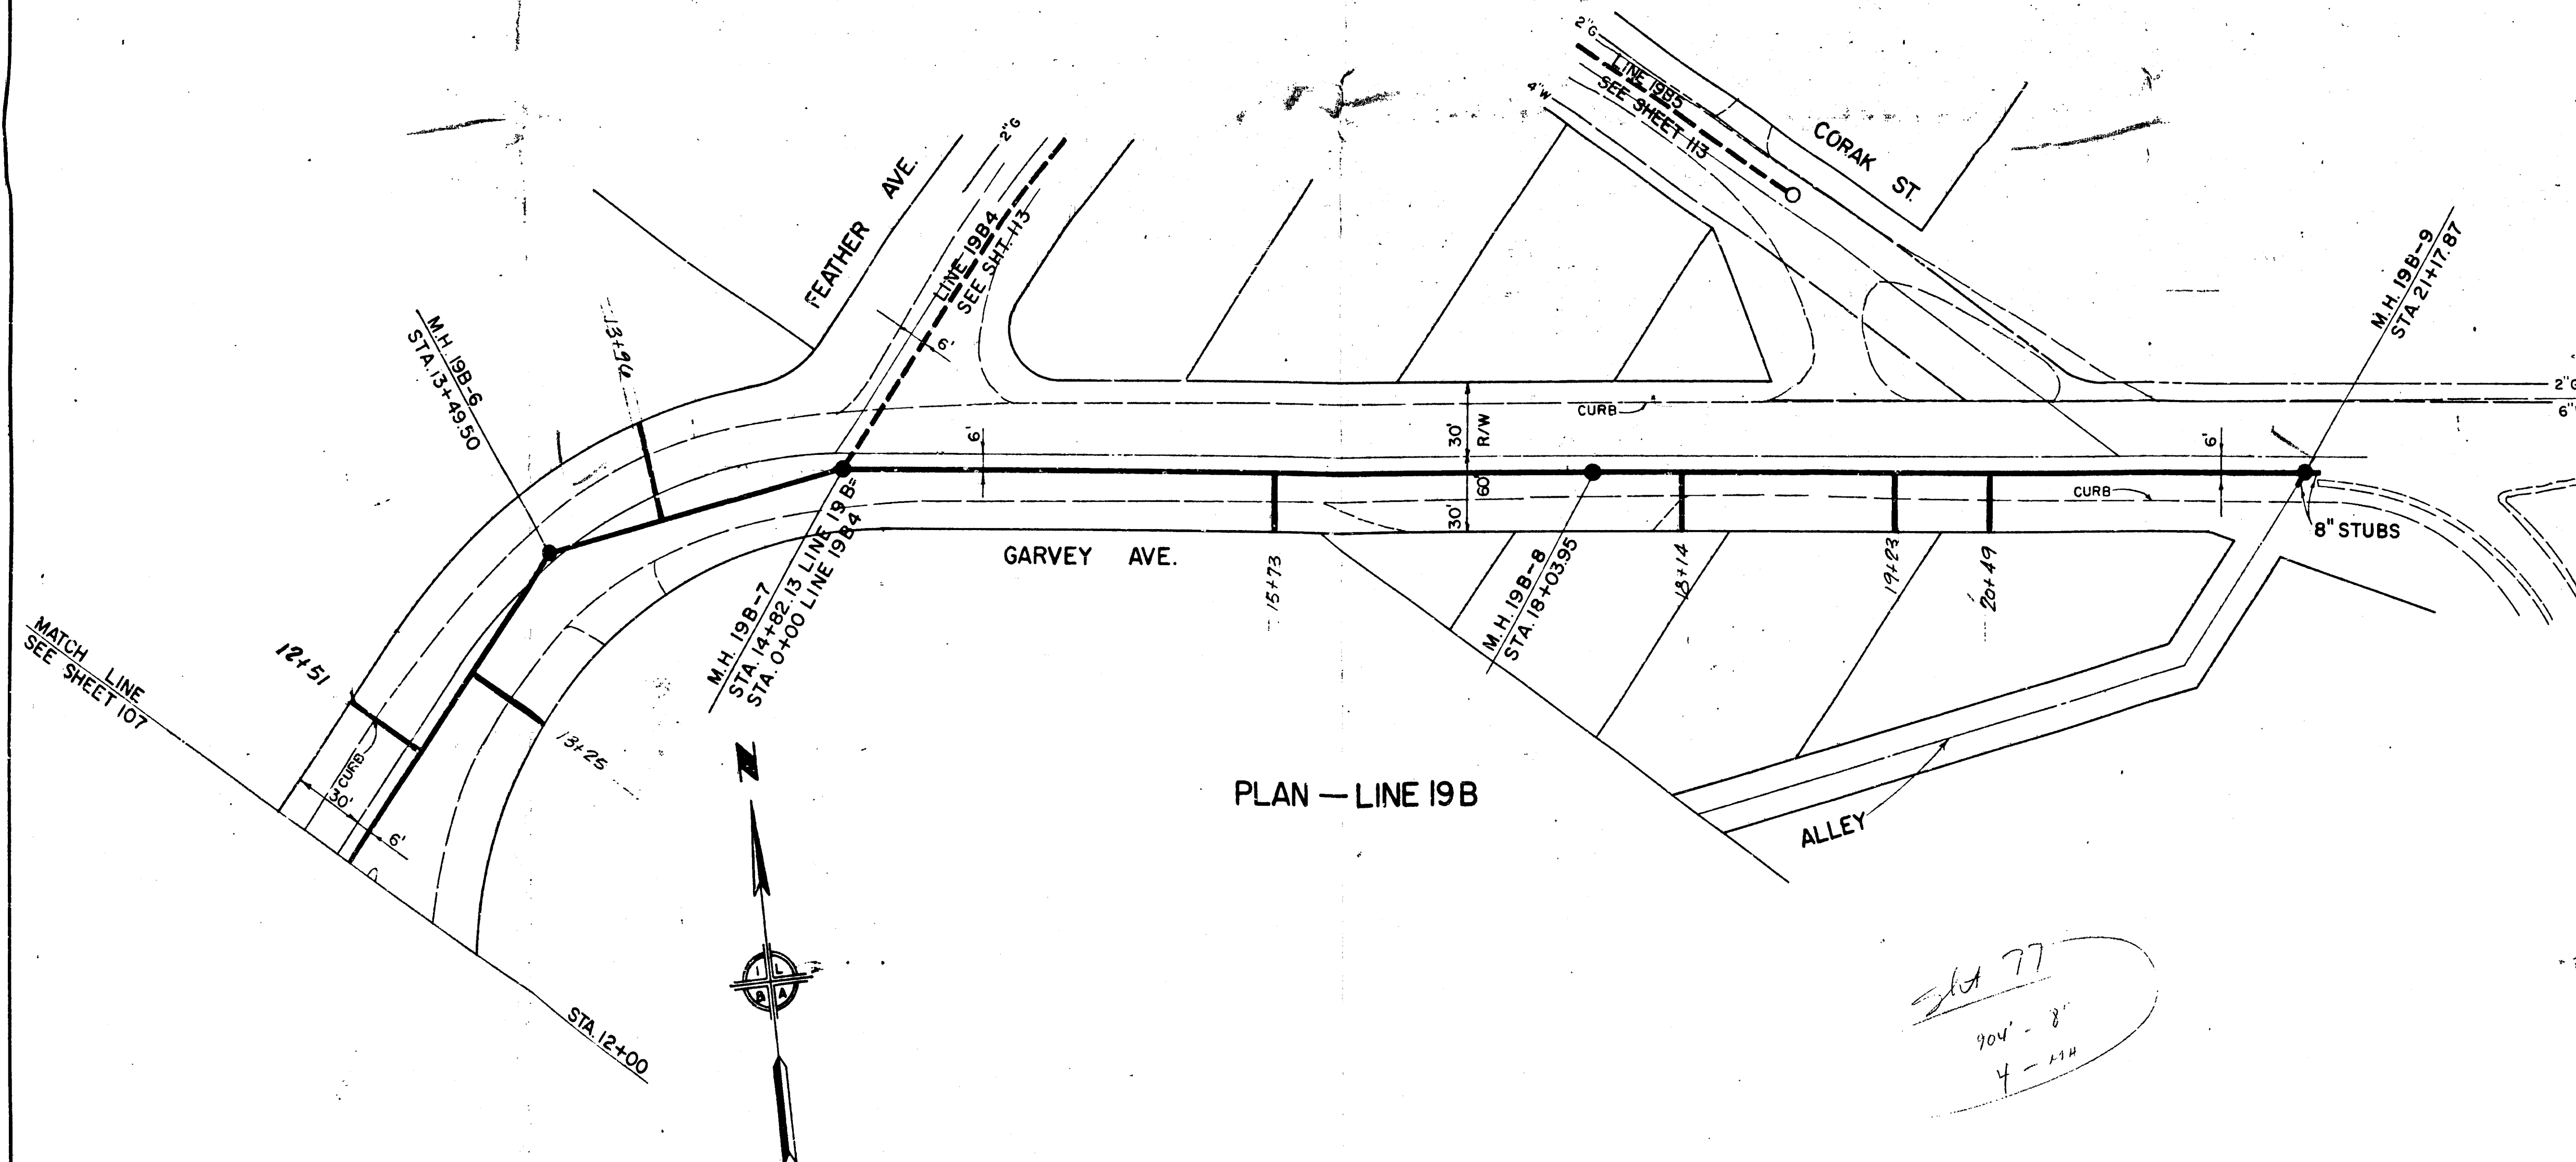 2"G
LINE 19B5
SEE SHEET 113
4"W
CORAK ST.
2"G
FEATHER AVE.
LINE 19B4
SEE SHT. 113
6'
M.H. 19B-9
STA. 21+17.87
M.H. 19B-6
STA. 13+49.50
13+96
CURB
30'
R/W
60'
30'
6'
6'
2"G
CURB
8" STUBS
GARVEY AVE.
M.H. 19B-7
STA. 14+82.13 LINE 19B=
STA. 0+00 LINE 19B4
15+73
M.H. 19B-8
STA. 18+03.95
18+14
19+23
20+49
MATCH LINE
SEE SHEET 107
12+51
13+25
CURB
30'
6'
N
PLAN — LINE 19B
ALLEY
I L
B A
STA. 12+00
77
904' - 8"
4 - MH